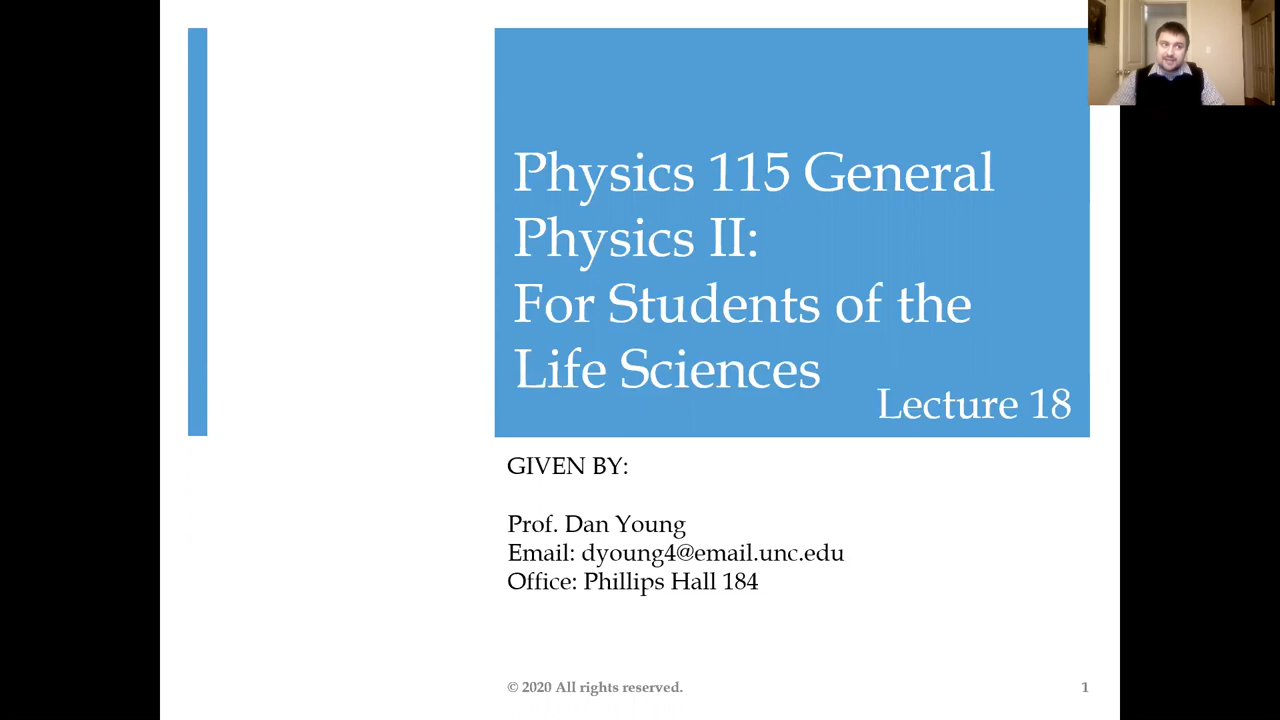 Physics 115 General
Physics II:
For Students of the
Life Sciences
Lecture 18
GIVEN BY:
Prof. Dan Young
Email: dyoung4@email.unc.edu
Office: Phillips Hall 184
© 2020 All rights reserved.
1